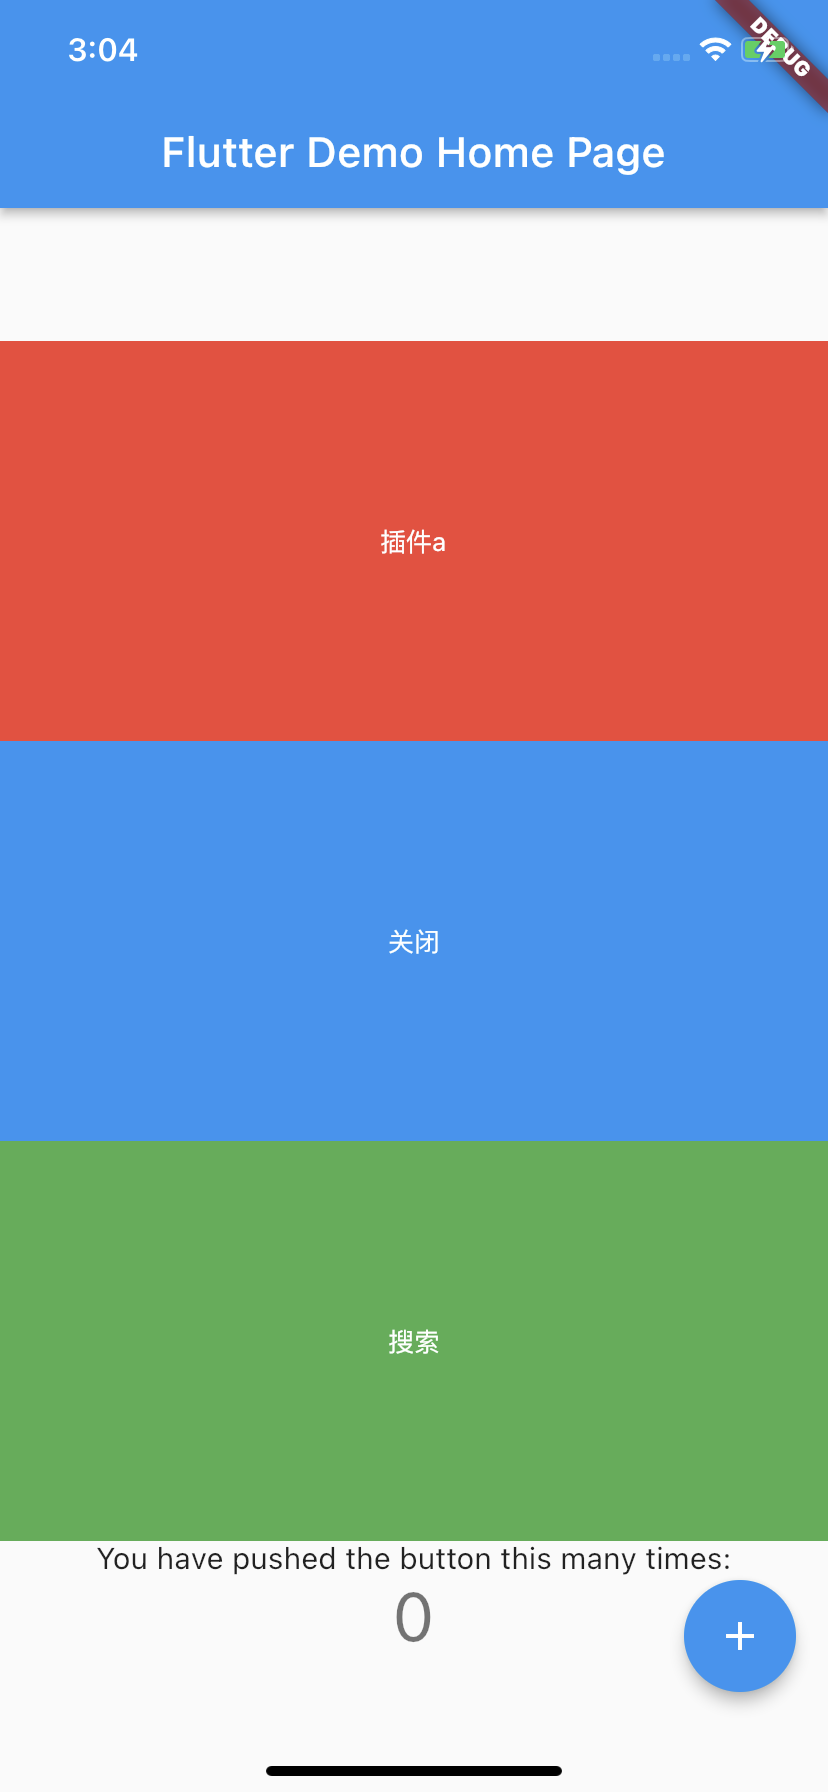 3:04
DEBUG
Flutter Demo Home Page
插件a
关闭
搜索
You have pushed the button this many times:
0